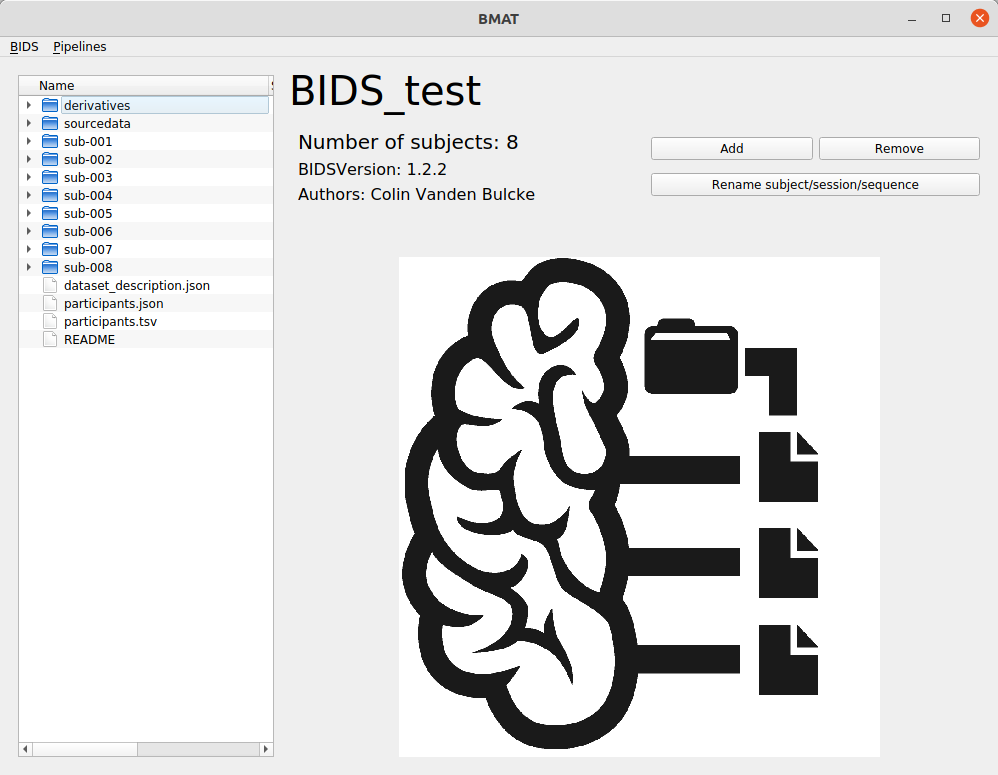 BMAT
BIDS Pipelines
Name
derivatives
sourcedata
sub-001
sub-002
sub-003
sub-004
sub-005
sub-006
sub-007
sub-008
dataset_description.json
participants.json
participants.tsv
README
BIDS_test
Number of subjects: 8
BIDSVersion: 1.2.2
Authors: Colin Vanden Bulcke
Add Remove
Rename subject/session/sequence